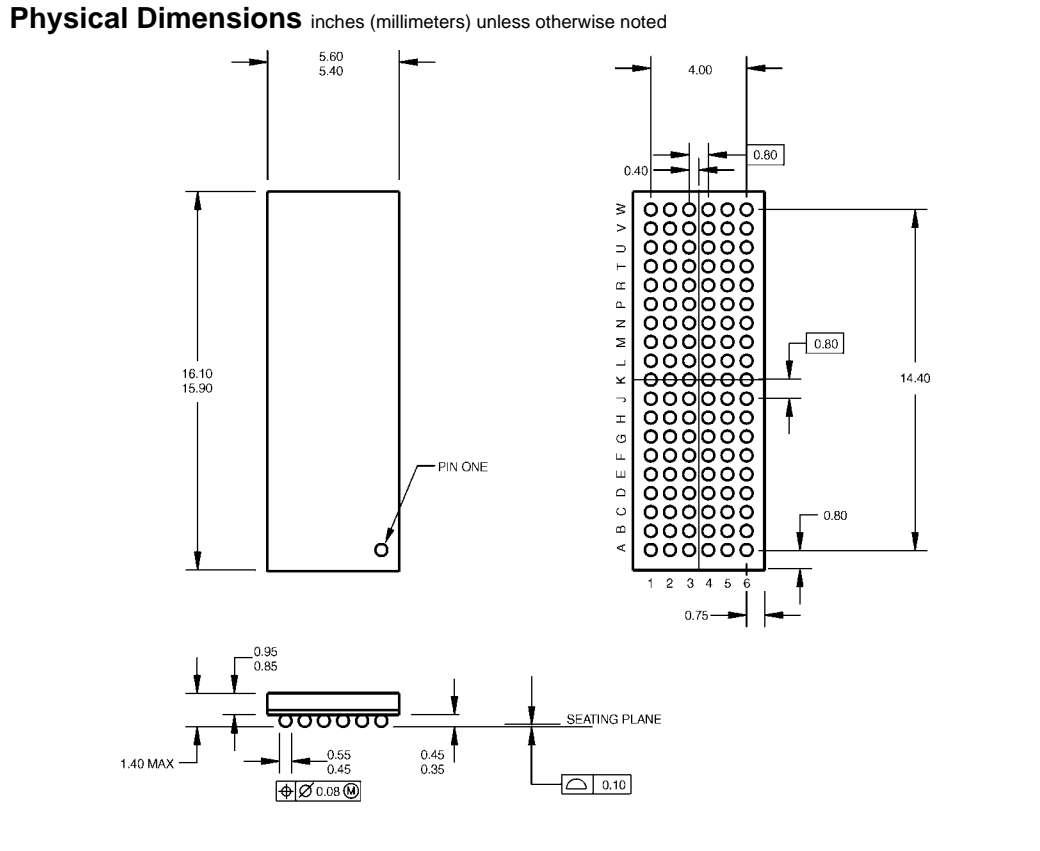 Physical Dimensions inches (millimeters) unless otherwise noted
5.60
5.40
4.00
0.80
0.40
W
V
U
T
R
P
N
M
L
K
J
H
G
F
E
D
C
B
A
16.10
15.90
0.80
14.40
PIN ONE
0.80
1 2 3 4 5 6
0.75
0.95
0.85
SEATING PLANE
1.40 MAX
0.55
0.45
0.45
0.35
⌖ ⌀ 0.08 Ⓜ
⌓ 0.10